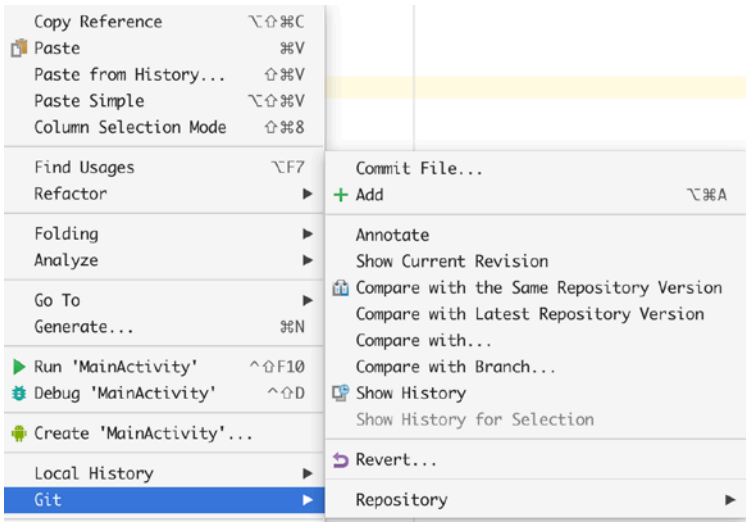 Copy Reference ⌥⇧⌘C
Paste ⌘V
Paste from History... ⇧⌘V
Paste Simple ⌥⇧⌘V
Column Selection Mode ⇧⌘8
Find Usages ⌥F7
Refactor
Folding
Analyze
Go To
Generate... ⌘N
Run 'MainActivity' ^⇧F10
Debug 'MainActivity' ^⇧D
Create 'MainActivity'...
Local History
Git
Commit File...
Add ⌥⌘A
Annotate
Show Current Revision
Compare with the Same Repository Version
Compare with Latest Repository Version
Compare with...
Compare with Branch...
Show History
Show History for Selection
Revert...
Repository